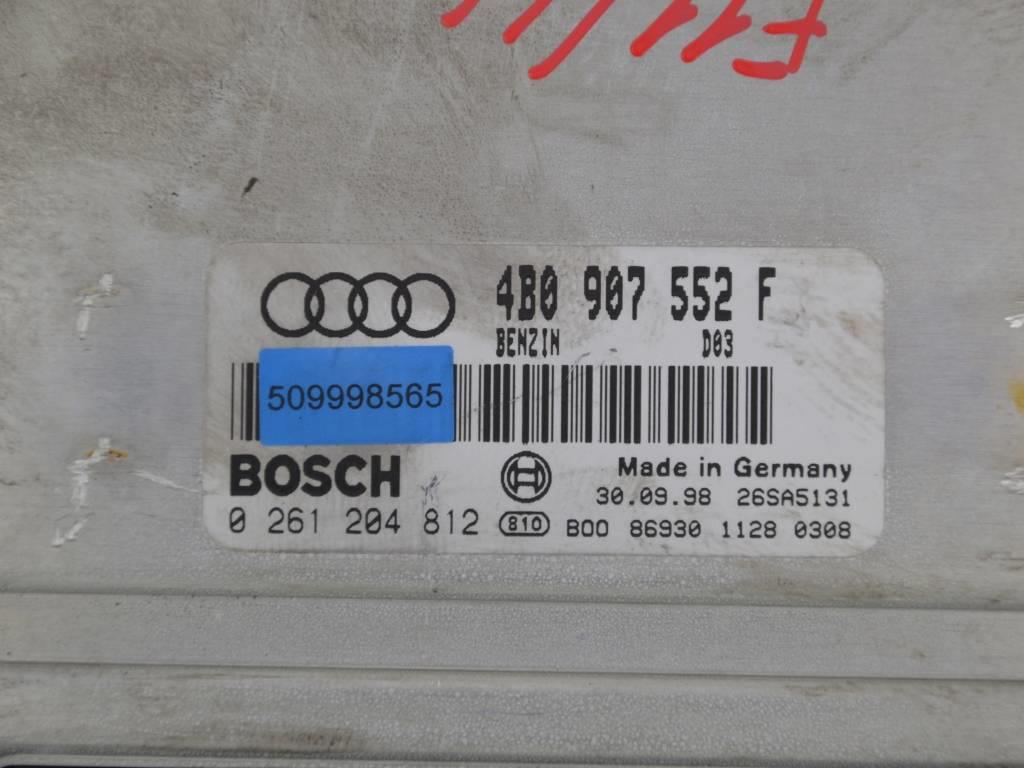 4B0 907 552 F
BENZIN D03
509998565
BOSCH
Made in Germany
30.09.98 26SA5131
0 261 204 812 810 B00 86930 1128 0308